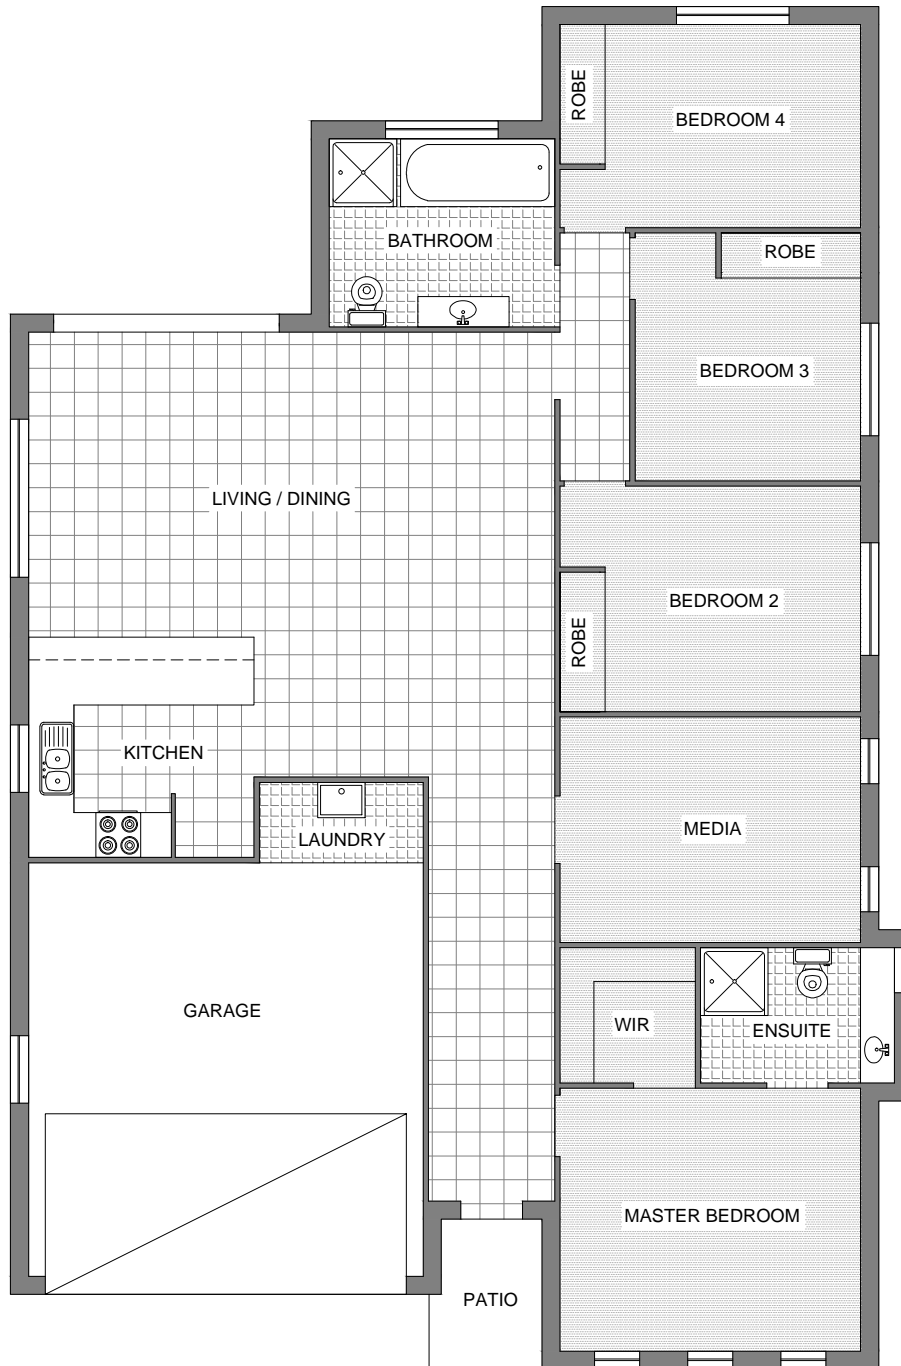 ROBE
BEDROOM 4
BATHROOM
ROBE
BEDROOM 3
LIVING / DINING
BEDROOM 2
ROBE
KITCHEN
MEDIA
LAUNDRY
GARAGE
WIR
ENSUITE
MASTER BEDROOM
PATIO